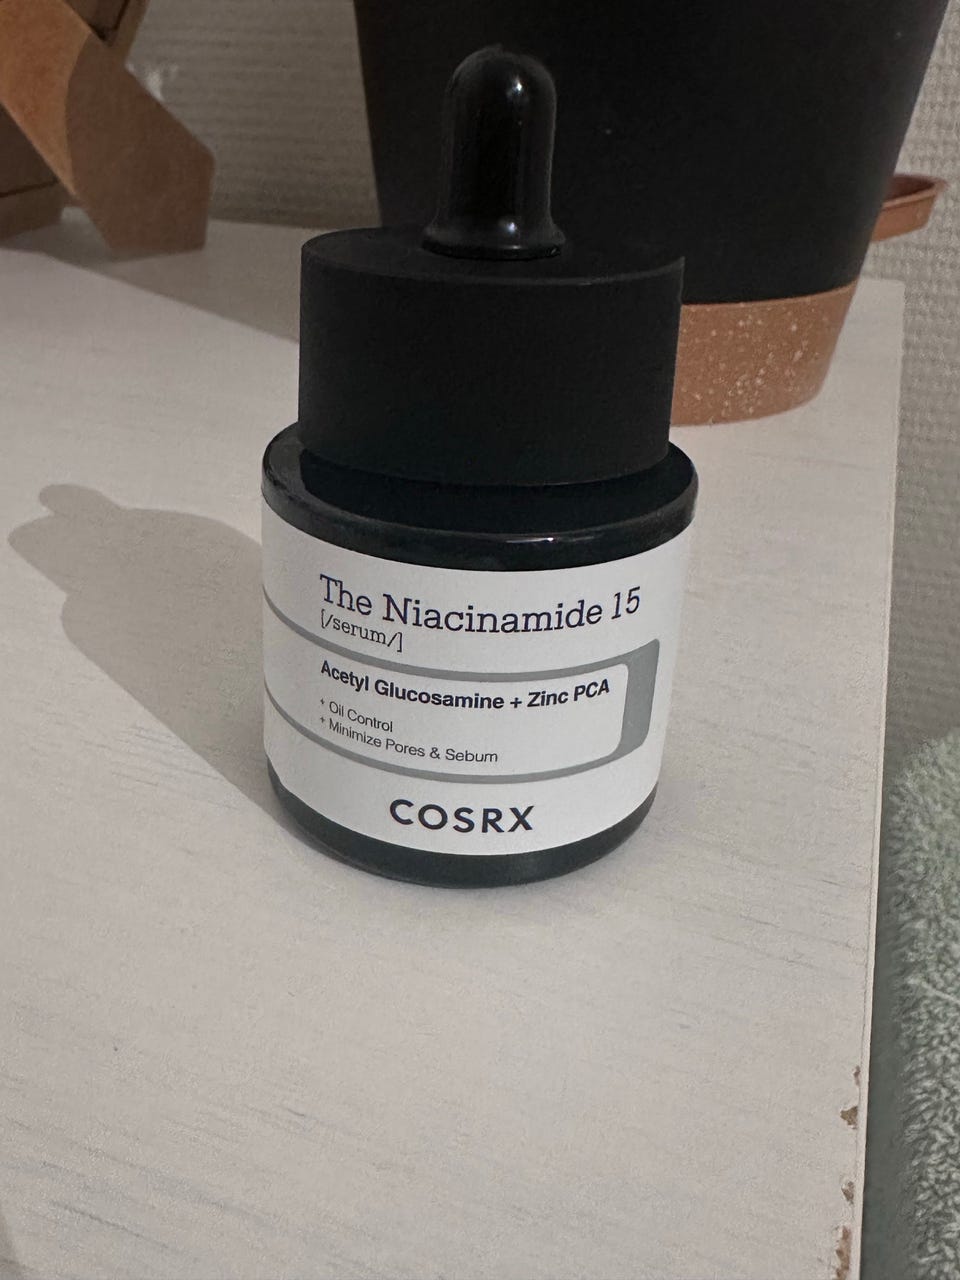 The Niacinamide 15
[/serum/]
Acetyl Glucosamine + Zinc PCA
+ Oil Control
+ Minimize Pores & Sebum
COSRX